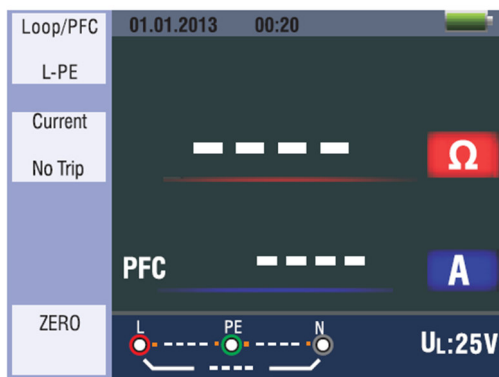 Loop/PFC
01.01.2013 00:20
L-PE
Current
No Trip
---- Ω
PFC ---- A
ZERO
L PE N
UL:25V